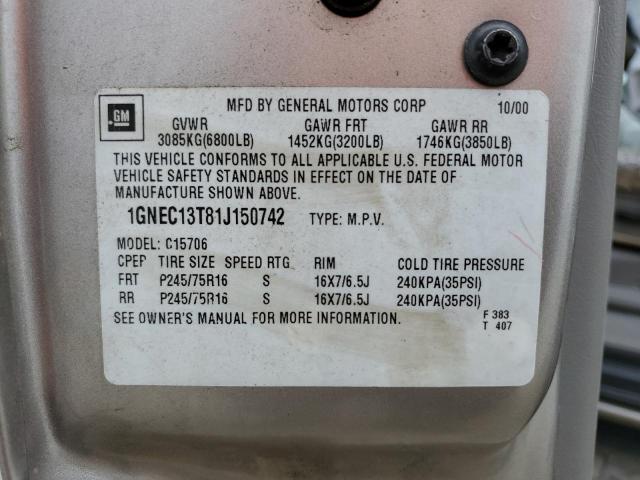 GM
MFD BY GENERAL MOTORS CORP 10/00
GVWR GAWR FRT GAWR RR
3085KG(6800LB) 1452KG(3200LB) 1746KG(3850LB)
THIS VEHICLE CONFORMS TO ALL APPLICABLE U.S. FEDERAL MOTOR
VEHICLE SAFETY STANDARDS IN EFFECT ON THE DATE OF
MANUFACTURE SHOWN ABOVE.
1GNEC13T81J150742 TYPE: M.P.V.
MODEL: C15706
CPEP TIRE SIZE SPEED RTG RIM COLD TIRE PRESSURE
FRT P245/75R16 S 16X7/6.5J 240KPA(35PSI)
RR P245/75R16 S 16X7/6.5J 240KPA(35PSI)
SEE OWNER'S MANUAL FOR MORE INFORMATION.
F 383
T 407